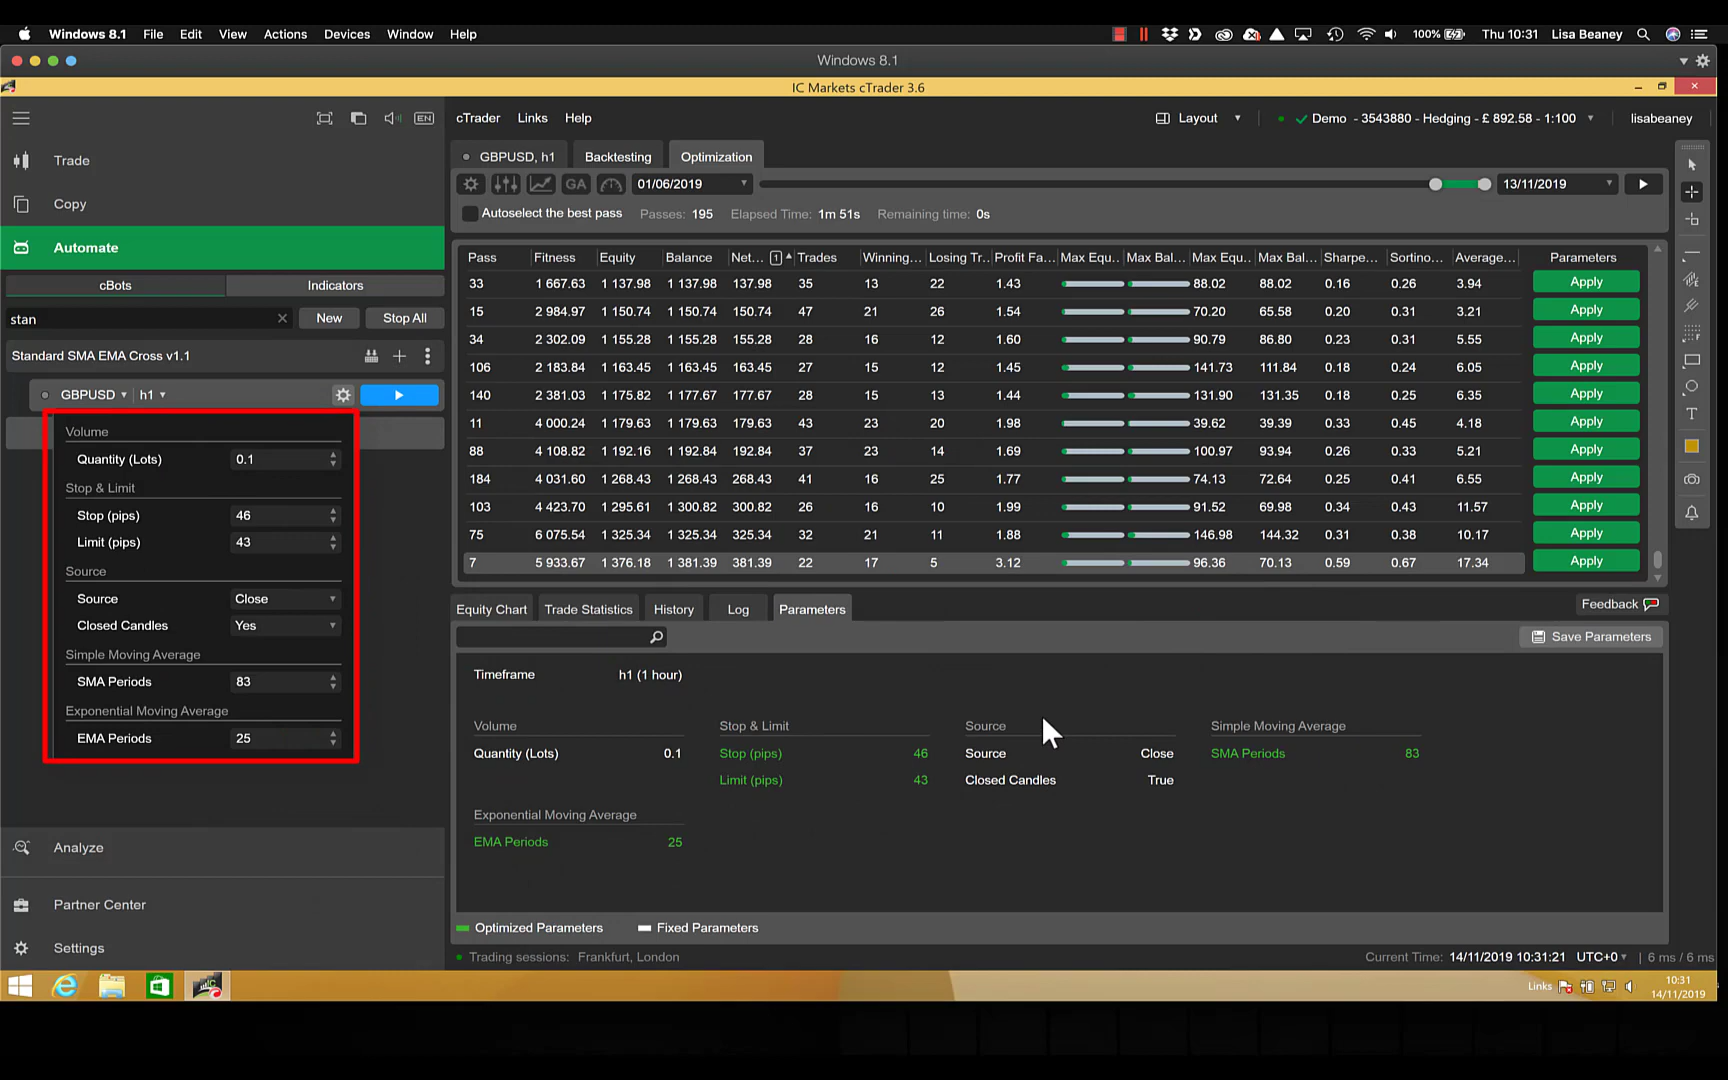 Windows 8.1 File Edit View Actions Devices Window Help 100% Thu 10:31 Lisa Beaney
Windows 8.1
IC Markets cTrader 3.6
EN cTrader Links Help Layout Demo - 3543880 - Hedging - £ 892.58 - 1:100 lisabeaney
Trade
Copy
Automate
cBots Indicators
stan New Stop All
Standard SMA EMA Cross v1.1
GBPUSD h1
Volume
Quantity (Lots) 0.1
Stop & Limit
Stop (pips) 46
Limit (pips) 43
Source
Source Close
Closed Candles Yes
Simple Moving Average
SMA Periods 83
Exponential Moving Average
EMA Periods 25
Analyze
Partner Center
Settings
GBPUSD, h1 Backtesting Optimization
GA 01/06/2019 13/11/2019
Autoselect the best pass Passes: 195 Elapsed Time: 1m 51s Remaining time: 0s
Pass Fitness Equity Balance Net... 1 Trades Winning... Losing Tr... Profit Fa... Max Equ... Max Bal... Max Equ... Max Bal... Sharpe... Sortino... Average... Parameters
33 1 667.63 1 137.98 1 137.98 137.98 35 13 22 1.43 88.02 88.02 0.16 0.26 3.94 Apply
15 2 984.97 1 150.74 1 150.74 150.74 47 21 26 1.54 70.20 65.58 0.20 0.31 3.21 Apply
34 2 302.09 1 155.28 1 155.28 155.28 28 16 12 1.60 90.79 86.80 0.23 0.31 5.55 Apply
106 2 183.84 1 163.45 1 163.45 163.45 27 15 12 1.45 141.73 111.84 0.18 0.24 6.05 Apply
140 2 381.03 1 175.82 1 177.67 177.67 28 15 13 1.44 131.90 131.35 0.18 0.25 6.35 Apply
11 4 000.24 1 179.63 1 179.63 179.63 43 23 20 1.98 39.62 39.39 0.33 0.45 4.18 Apply
88 4 108.82 1 192.16 1 192.84 192.84 37 23 14 1.69 100.97 93.94 0.26 0.33 5.21 Apply
184 4 031.60 1 268.43 1 268.43 268.43 41 16 25 1.77 74.13 72.64 0.25 0.41 6.55 Apply
103 4 423.70 1 295.61 1 300.82 300.82 26 16 10 1.99 91.52 69.98 0.34 0.43 11.57 Apply
75 6 075.54 1 325.34 1 325.34 325.34 32 21 11 1.88 146.98 144.32 0.31 0.38 10.17 Apply
7 5 933.67 1 376.18 1 381.39 381.39 22 17 5 3.12 96.36 70.13 0.59 0.67 17.34 Apply
Equity Chart Trade Statistics History Log Parameters Feedback
Save Parameters
Timeframe h1 (1 hour)
Volume Stop & Limit Source Simple Moving Average
Quantity (Lots) 0.1 Stop (pips) 46 Source Close SMA Periods 83
Limit (pips) 43 Closed Candles True
Exponential Moving Average
EMA Periods 25
Optimized Parameters Fixed Parameters
Trading sessions: Frankfurt, London Current Time: 14/11/2019 10:31:21 UTC+0 | 6 ms / 6 ms
Links 10:31
14/11/2019